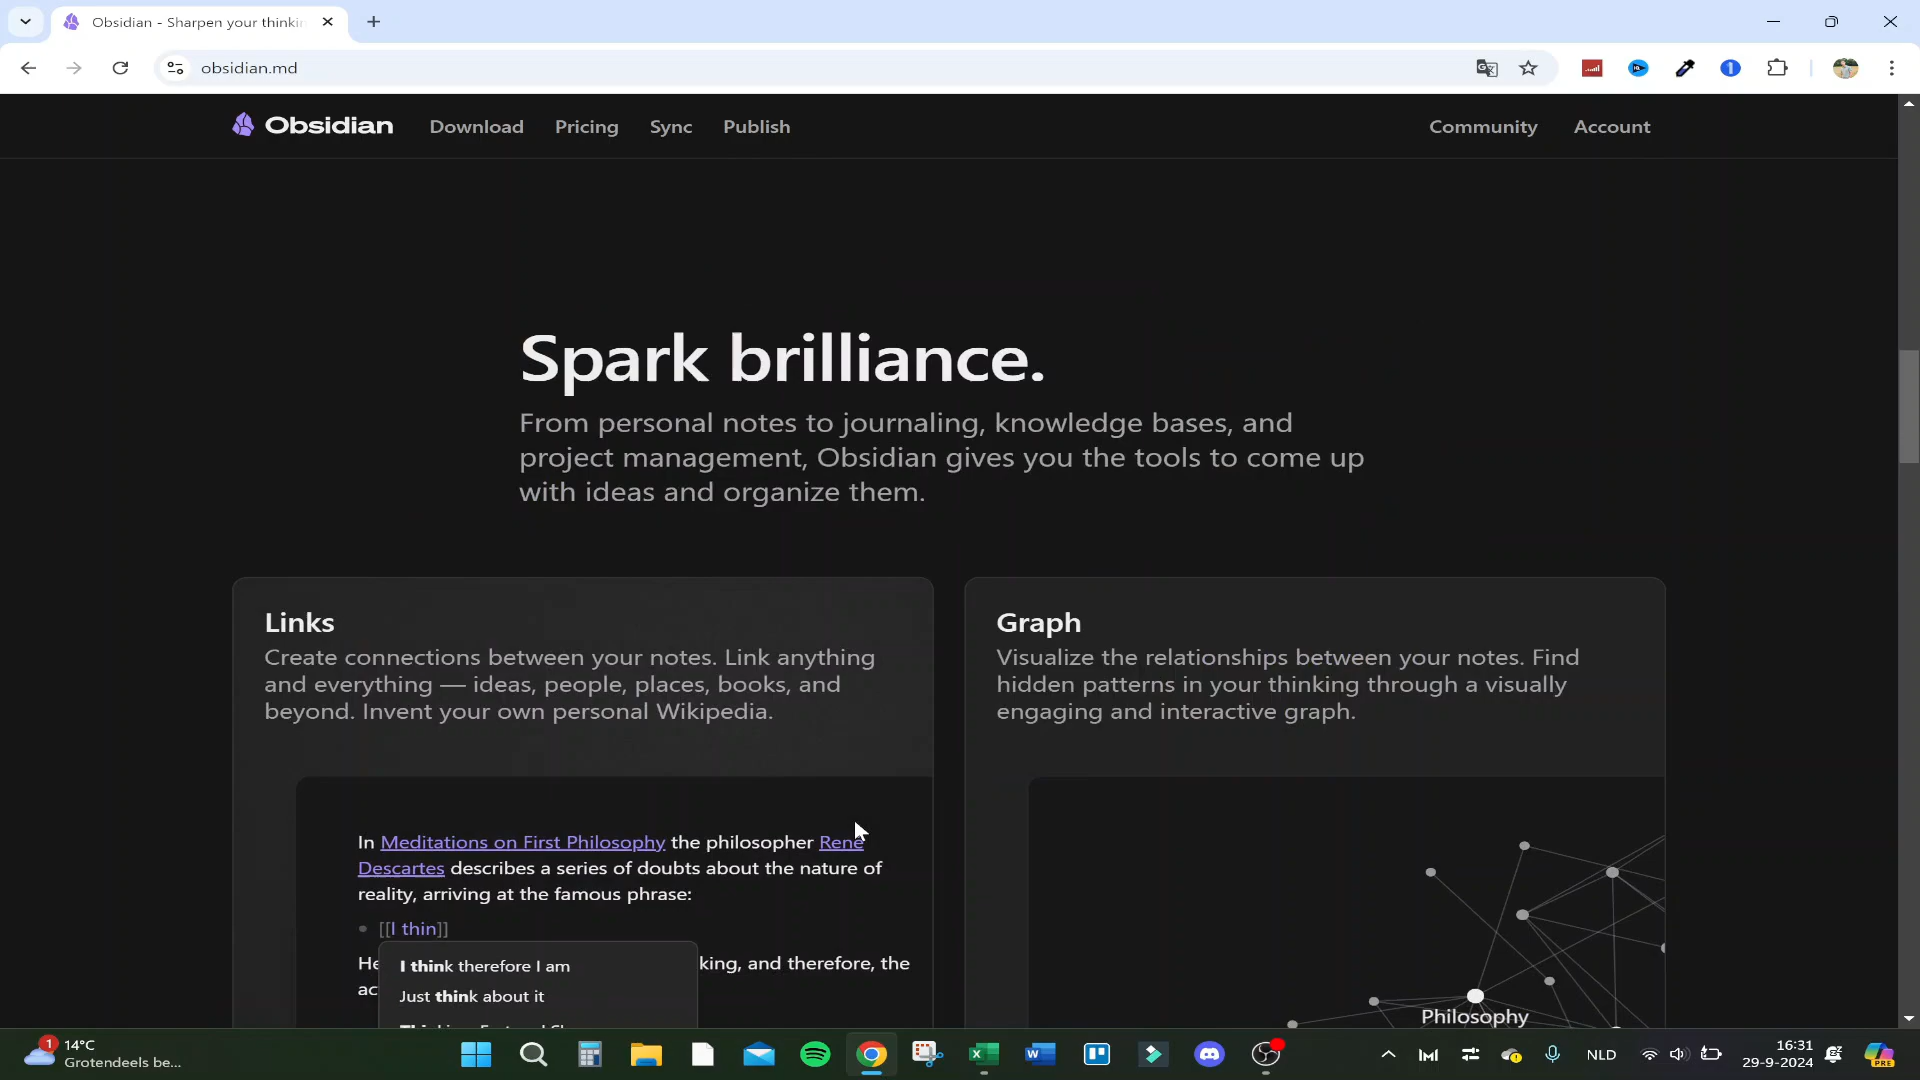 Obsidian - Sharpen your thinkin
obsidian.md
Obsidian
Download
Pricing
Sync
Publish
Community
Account
Spark brilliance.
From personal notes to journaling, knowledge bases, and
project management, Obsidian gives you the tools to come up
with ideas and organize them.
Links
Create connections between your notes. Link anything
and everything — ideas, people, places, books, and
beyond. Invent your own personal Wikipedia.
In Meditations on First Philosophy the philosopher René
Descartes describes a series of doubts about the nature of
reality, arriving at the famous phrase:
[[I thin]]
I think therefore I am
Just think about it
He
king, and therefore, the
ac
Graph
Visualize the relationships between your notes. Find
hidden patterns in your thinking through a visually
engaging and interactive graph.
Philosophy
1
14°C
Grotendeels be...
NLD
16:31
29-9-2024
PRE